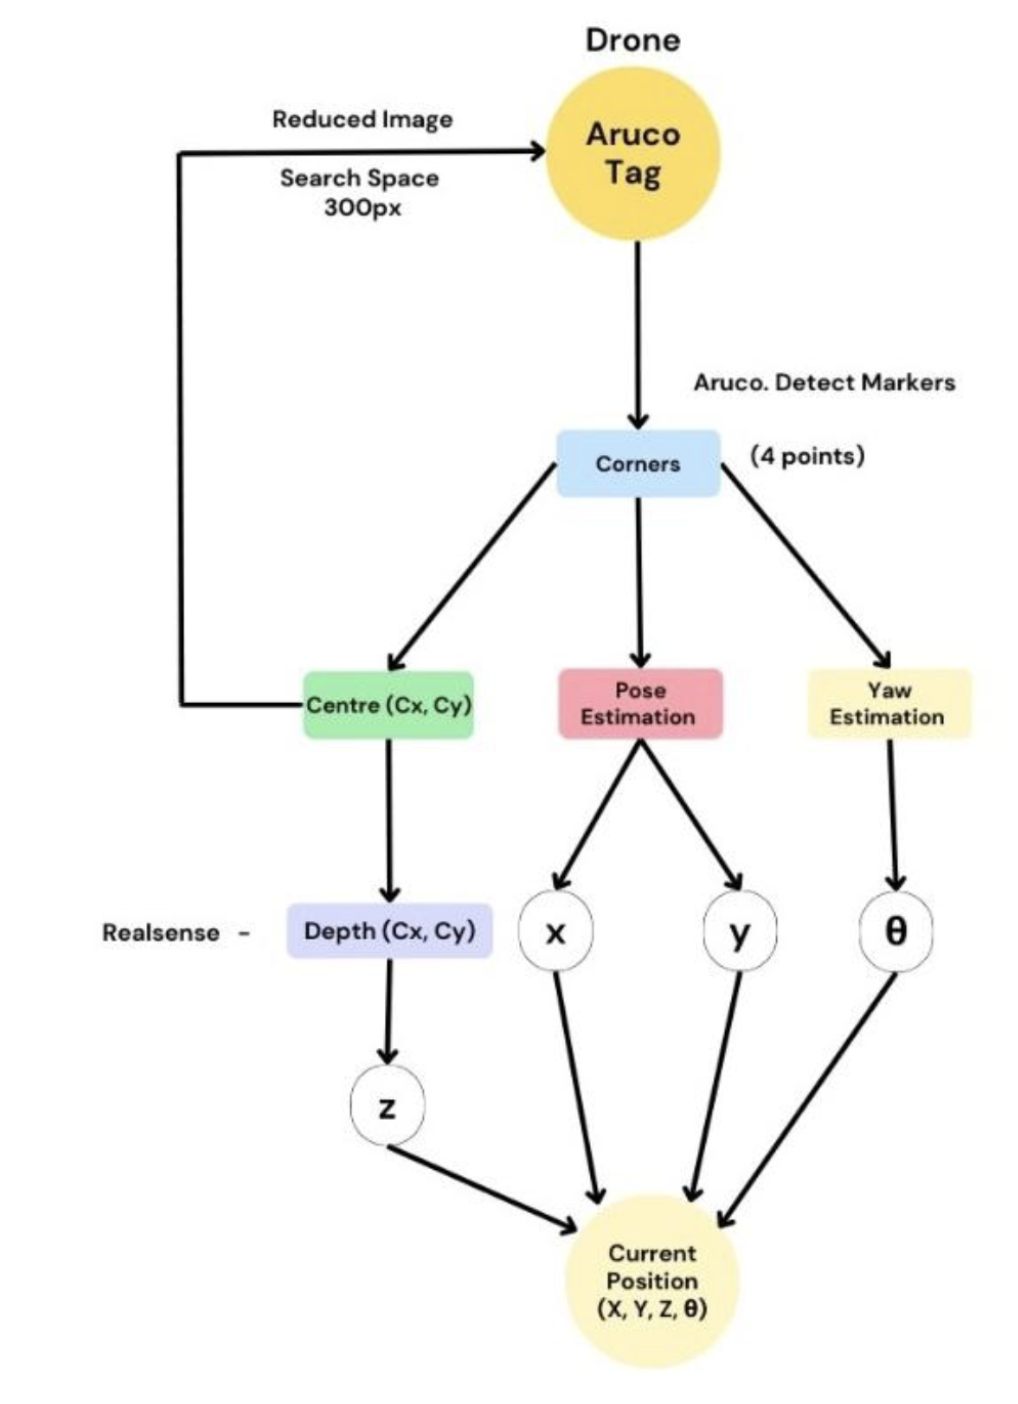 Drone
Reduced Image
Aruco
Tag
Search Space
300px
Aruco. Detect Markers
Corners
(4 points)
Centre (Cx, Cy)
Pose
Estimation
Yaw
Estimation
Realsense -
Depth (Cx, Cy)
x
y
θ
z
Current
Position
(X, Y, Z, θ)